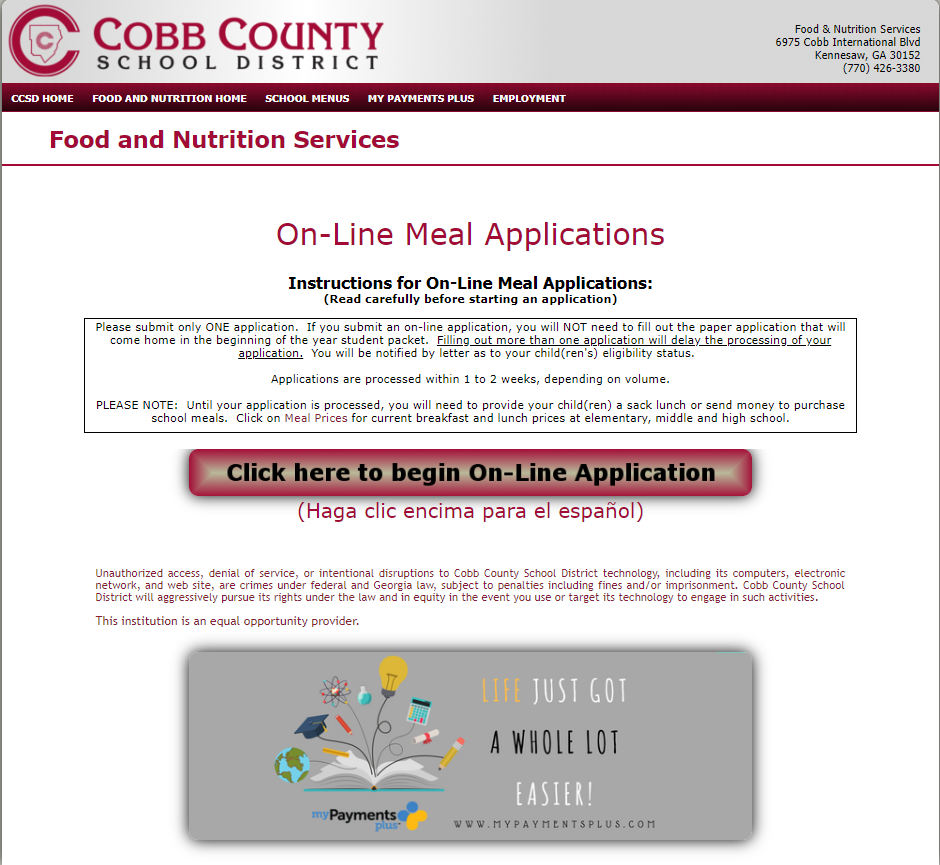 COBB COUNTY
SCHOOL DISTRICT
Food & Nutrition Services
6975 Cobb International Blvd
Kennesaw, GA 30152
(770) 426-3380
CCSD HOME FOOD AND NUTRITION HOME SCHOOL MENUS MY PAYMENTS PLUS EMPLOYMENT
Food and Nutrition Services
On-Line Meal Applications
Instructions for On-Line Meal Applications:
(Read carefully before starting an application)
Please submit only ONE application. If you submit an on-line application, you will NOT need to fill out the paper application that will
come home in the beginning of the year student packet. Filling out more than one application will delay the processing of your
application. You will be notified by letter as to your child(ren's) eligibility status.
Applications are processed within 1 to 2 weeks, depending on volume.
PLEASE NOTE: Until your application is processed, you will need to provide your child(ren) a sack lunch or send money to purchase
school meals. Click on Meal Prices for current breakfast and lunch prices at elementary, middle and high school.
Click here to begin On-Line Application
(Haga clic encima para el español)
Unauthorized access, denial of service, or intentional disruptions to Cobb County School District technology, including its computers, electronic
network, and web site, are crimes under federal and Georgia law, subject to penalties including fines and/or imprisonment. Cobb County School
District will aggressively pursue its rights under the law and in equity in the event you use or target its technology to engage in such activities.
This institution is an equal opportunity provider.
LIFE JUST GOT
A WHOLE LOT
EASIER!
myPayments
plus
WWW.MYPAYMENTSPLUS.COM